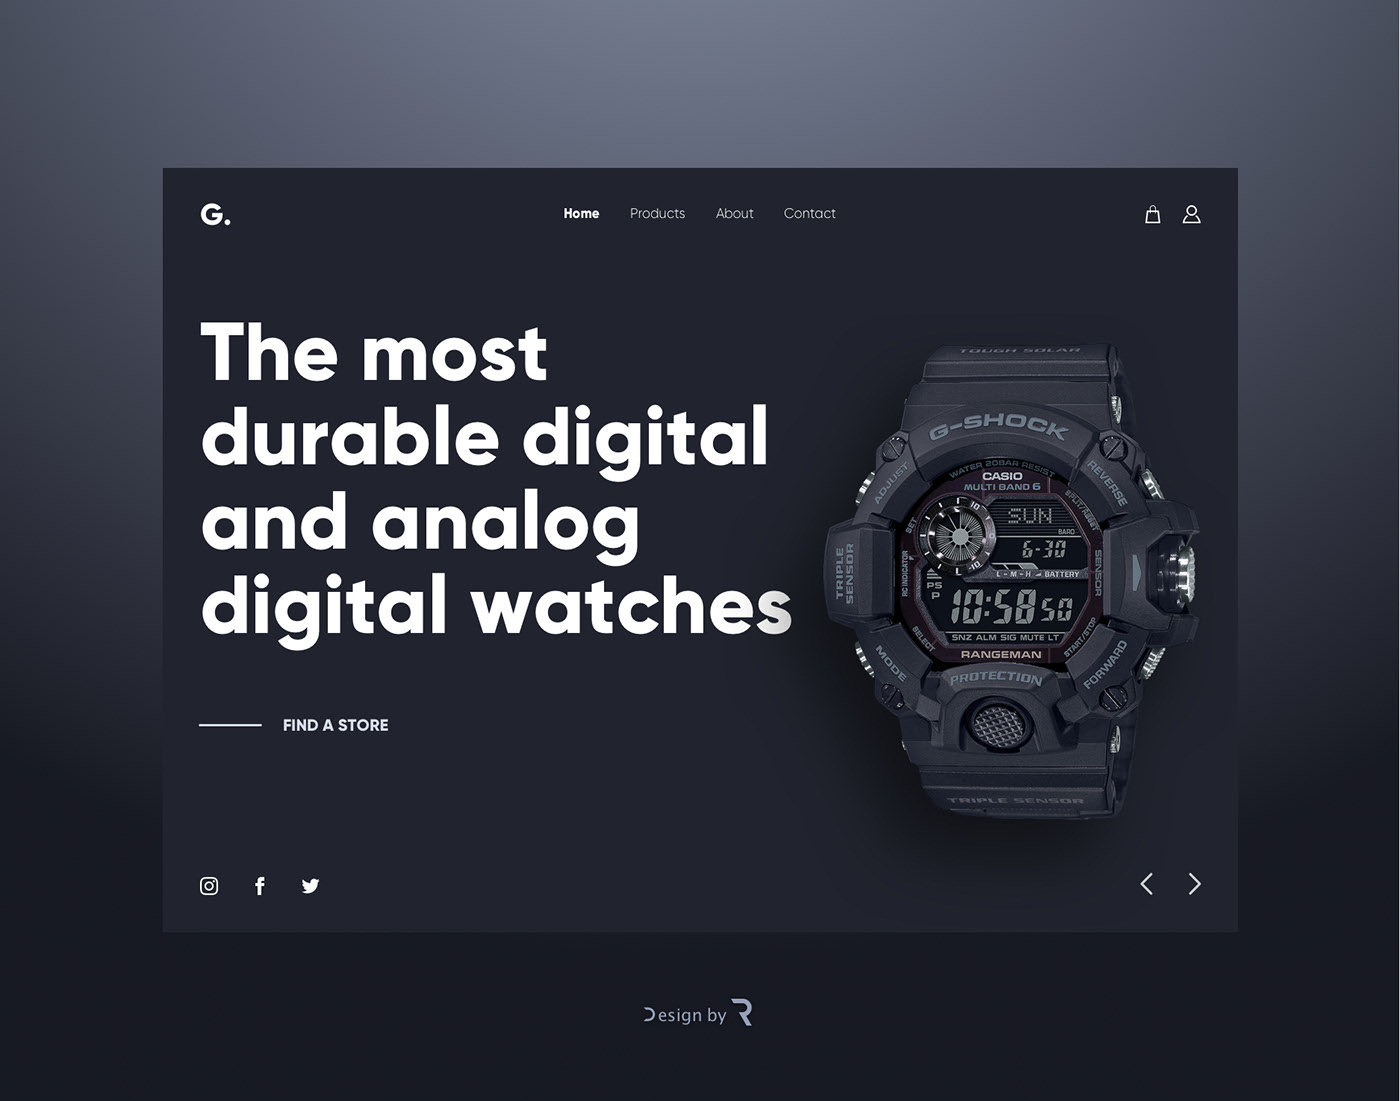 G.
Home Products About Contact
The most
durable digital
and analog
digital watches
FIND A STORE
TOUGH SOLAR
G-SHOCK
ADJUST
REVERSE
WATER 20BAR RESIST
CASIO
MULTI BAND 6
SPLIT/RESET
SET
SUN
BARO
6-30
L - M - H BATTERY
TRIPLE
SENSOR
RC INDICATOR
SENSOR
PS
P
10:58 50
SNZ ALM SIG MUTE LT
SELECT
START/STOP
RANGEMAN
MODE
FORWARD
PROTECTION
TRIPLE SENSOR
Design by R